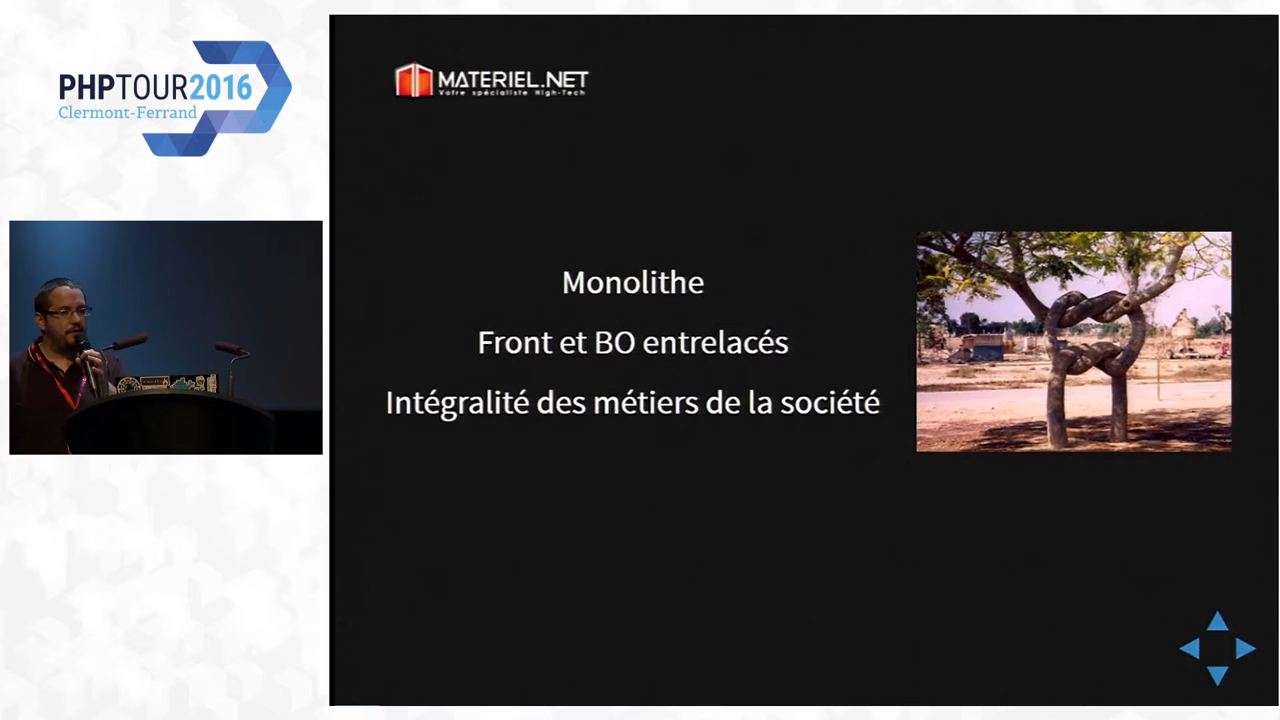 PHPTOUR2016
Clermont-Ferrand
MATERIEL.NET
Votre spécialiste High-Tech
Monolithe
Front et BO entrelacés
Intégralité des métiers de la société